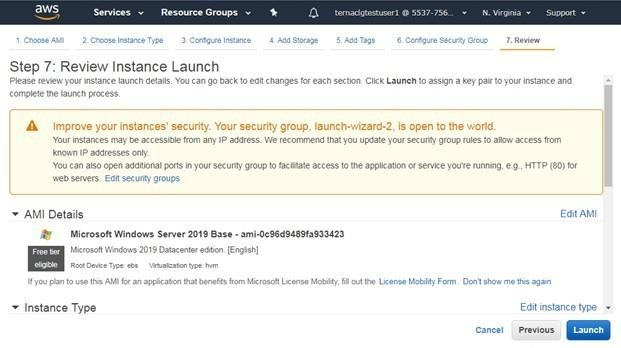 aws Services Resource Groups ternaclgtestuser1 @ 5537-756... N. Virginia Support
1. Choose AMI 2. Choose Instance Type 3. Configure Instance 4. Add Storage 5. Add Tags 6. Configure Security Group 7. Review
Step 7: Review Instance Launch
Please review your instance launch details. You can go back to edit changes for each section. Click Launch to assign a key pair to your instance and
complete the launch process.
Improve your instances' security. Your security group, launch-wizard-2, is open to the world.
Your instances may be accessible from any IP address. We recommend that you update your security group rules to allow access from
known IP addresses only.
You can also open additional ports in your security group to facilitate access to the application or service you're running, e.g., HTTP (80) for
web servers. Edit security groups
AMI Details Edit AMI
Microsoft Windows Server 2019 Base - ami-0c96d9489fa933423
Free tier
eligible
Microsoft Windows 2019 Datacenter edition. [English]
Root Device Type: ebs Virtualization type: hvm
If you plan to use this AMI for an application that benefits from Microsoft License Mobility, fill out the License Mobility Form. Don't show me this again
Instance Type Edit instance type
Cancel Previous Launch